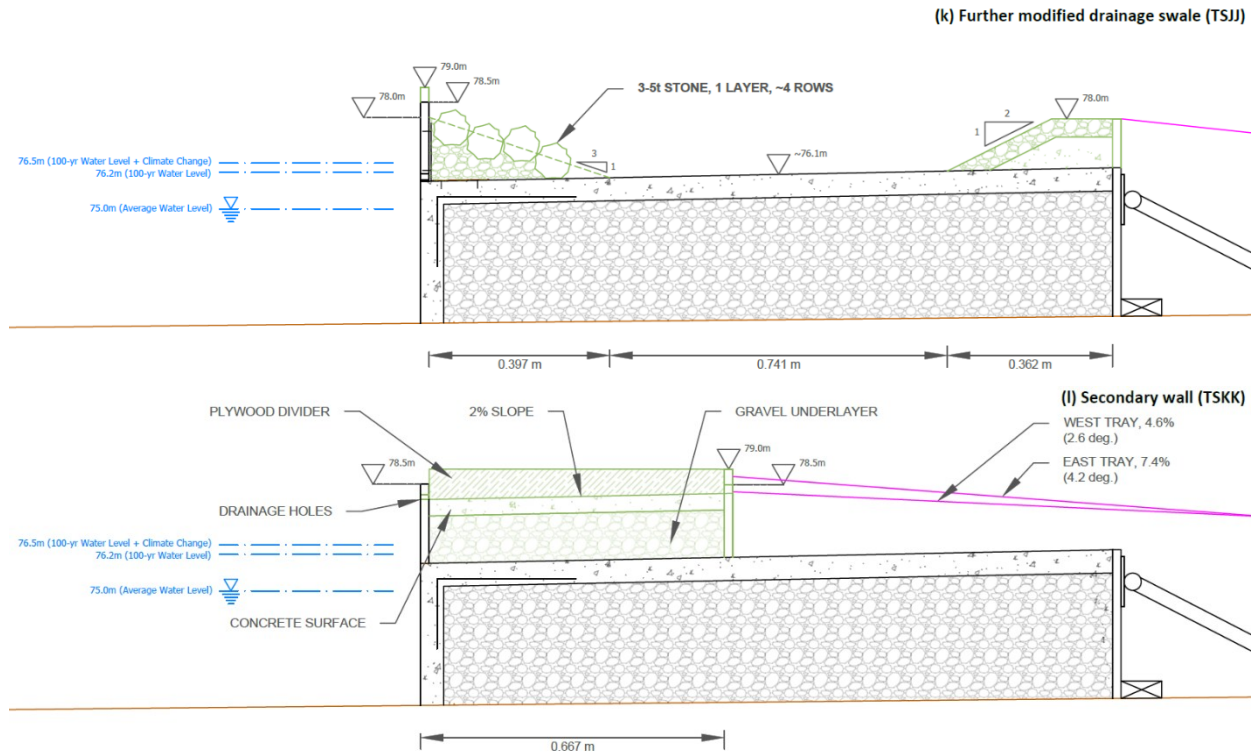 (k) Further modified drainage swale (TSJJ)
79.0m
78.5m
78.0m
3-5t STONE, 1 LAYER, ~4 ROWS
2
1
78.0m
76.5m (100-yr Water Level + Climate Change)
76.2m (100-yr Water Level)
3
1
~76.1m
75.0m (Average Water Level)
0.397 m
0.741 m
0.362 m
(l) Secondary wall (TSKK)
PLYWOOD DIVIDER
2% SLOPE
GRAVEL UNDERLAYER
WEST TRAY, 4.6%
(2.6 deg.)
EAST TRAY, 7.4%
(4.2 deg.)
78.5m
79.0m
78.5m
DRAINAGE HOLES
76.5m (100-yr Water Level + Climate Change)
76.2m (100-yr Water Level)
75.0m (Average Water Level)
CONCRETE SURFACE
0.667 m